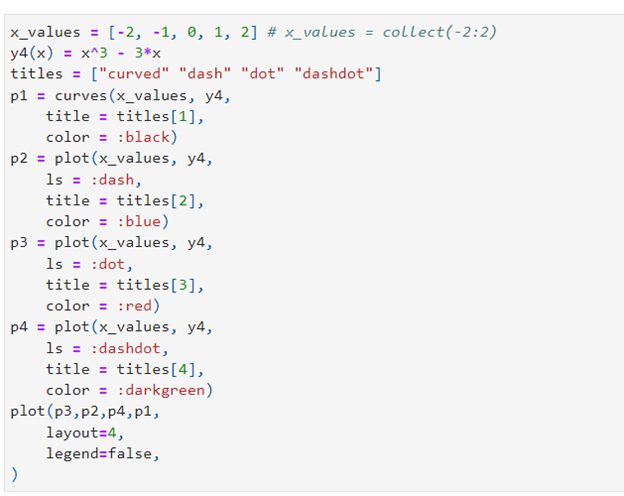 x_values = [-2, -1, 0, 1, 2] # x_values = collect(-2:2)
y4(x) = x^3 - 3*x
titles = ["curved" "dash" "dot" "dashdot"]
p1 = curves(x_values, y4,
    title = titles[1],
    color = :black)
p2 = plot(x_values, y4,
    ls = :dash,
    title = titles[2],
    color = :blue)
p3 = plot(x_values, y4,
    ls = :dot,
    title = titles[3],
    color = :red)
p4 = plot(x_values, y4,
    ls = :dashdot,
    title = titles[4],
    color = :darkgreen)
plot(p3,p2,p4,p1,
    layout=4,
    legend=false,
)